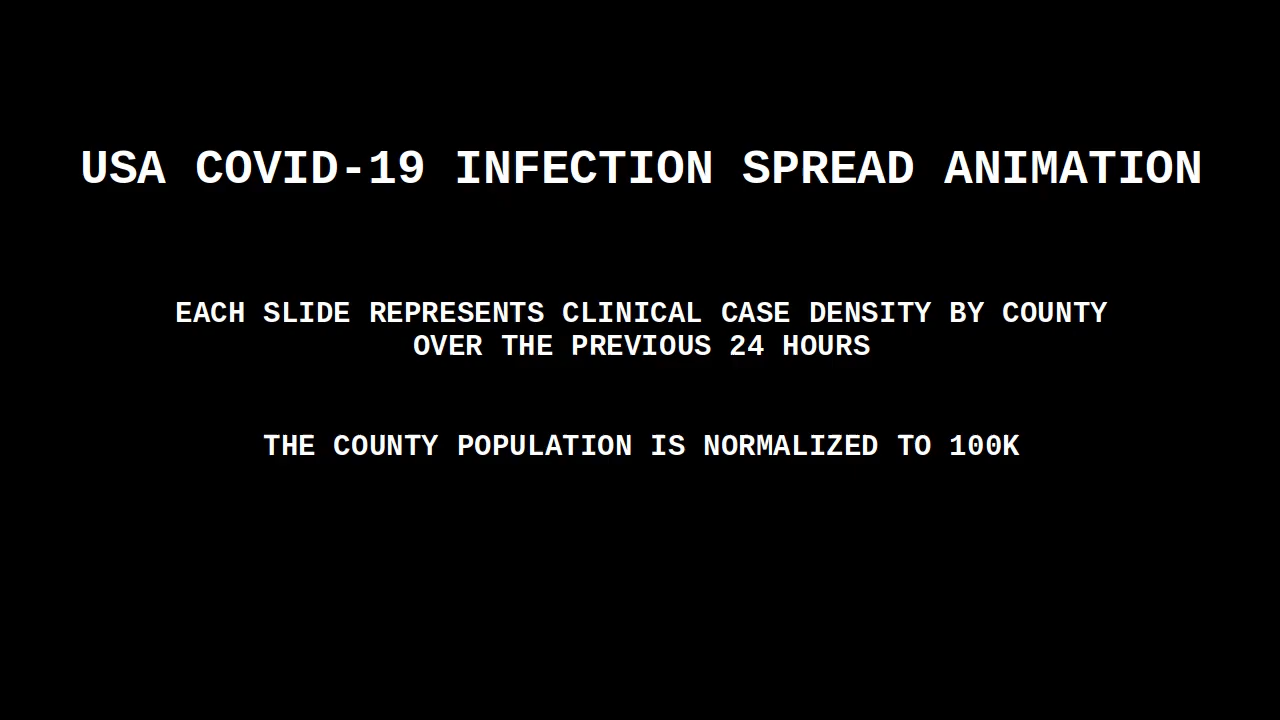 USA COVID-19 INFECTION SPREAD ANIMATION
EACH SLIDE REPRESENTS CLINICAL CASE DENSITY BY COUNTY
OVER THE PREVIOUS 24 HOURS
THE COUNTY POPULATION IS NORMALIZED TO 100K